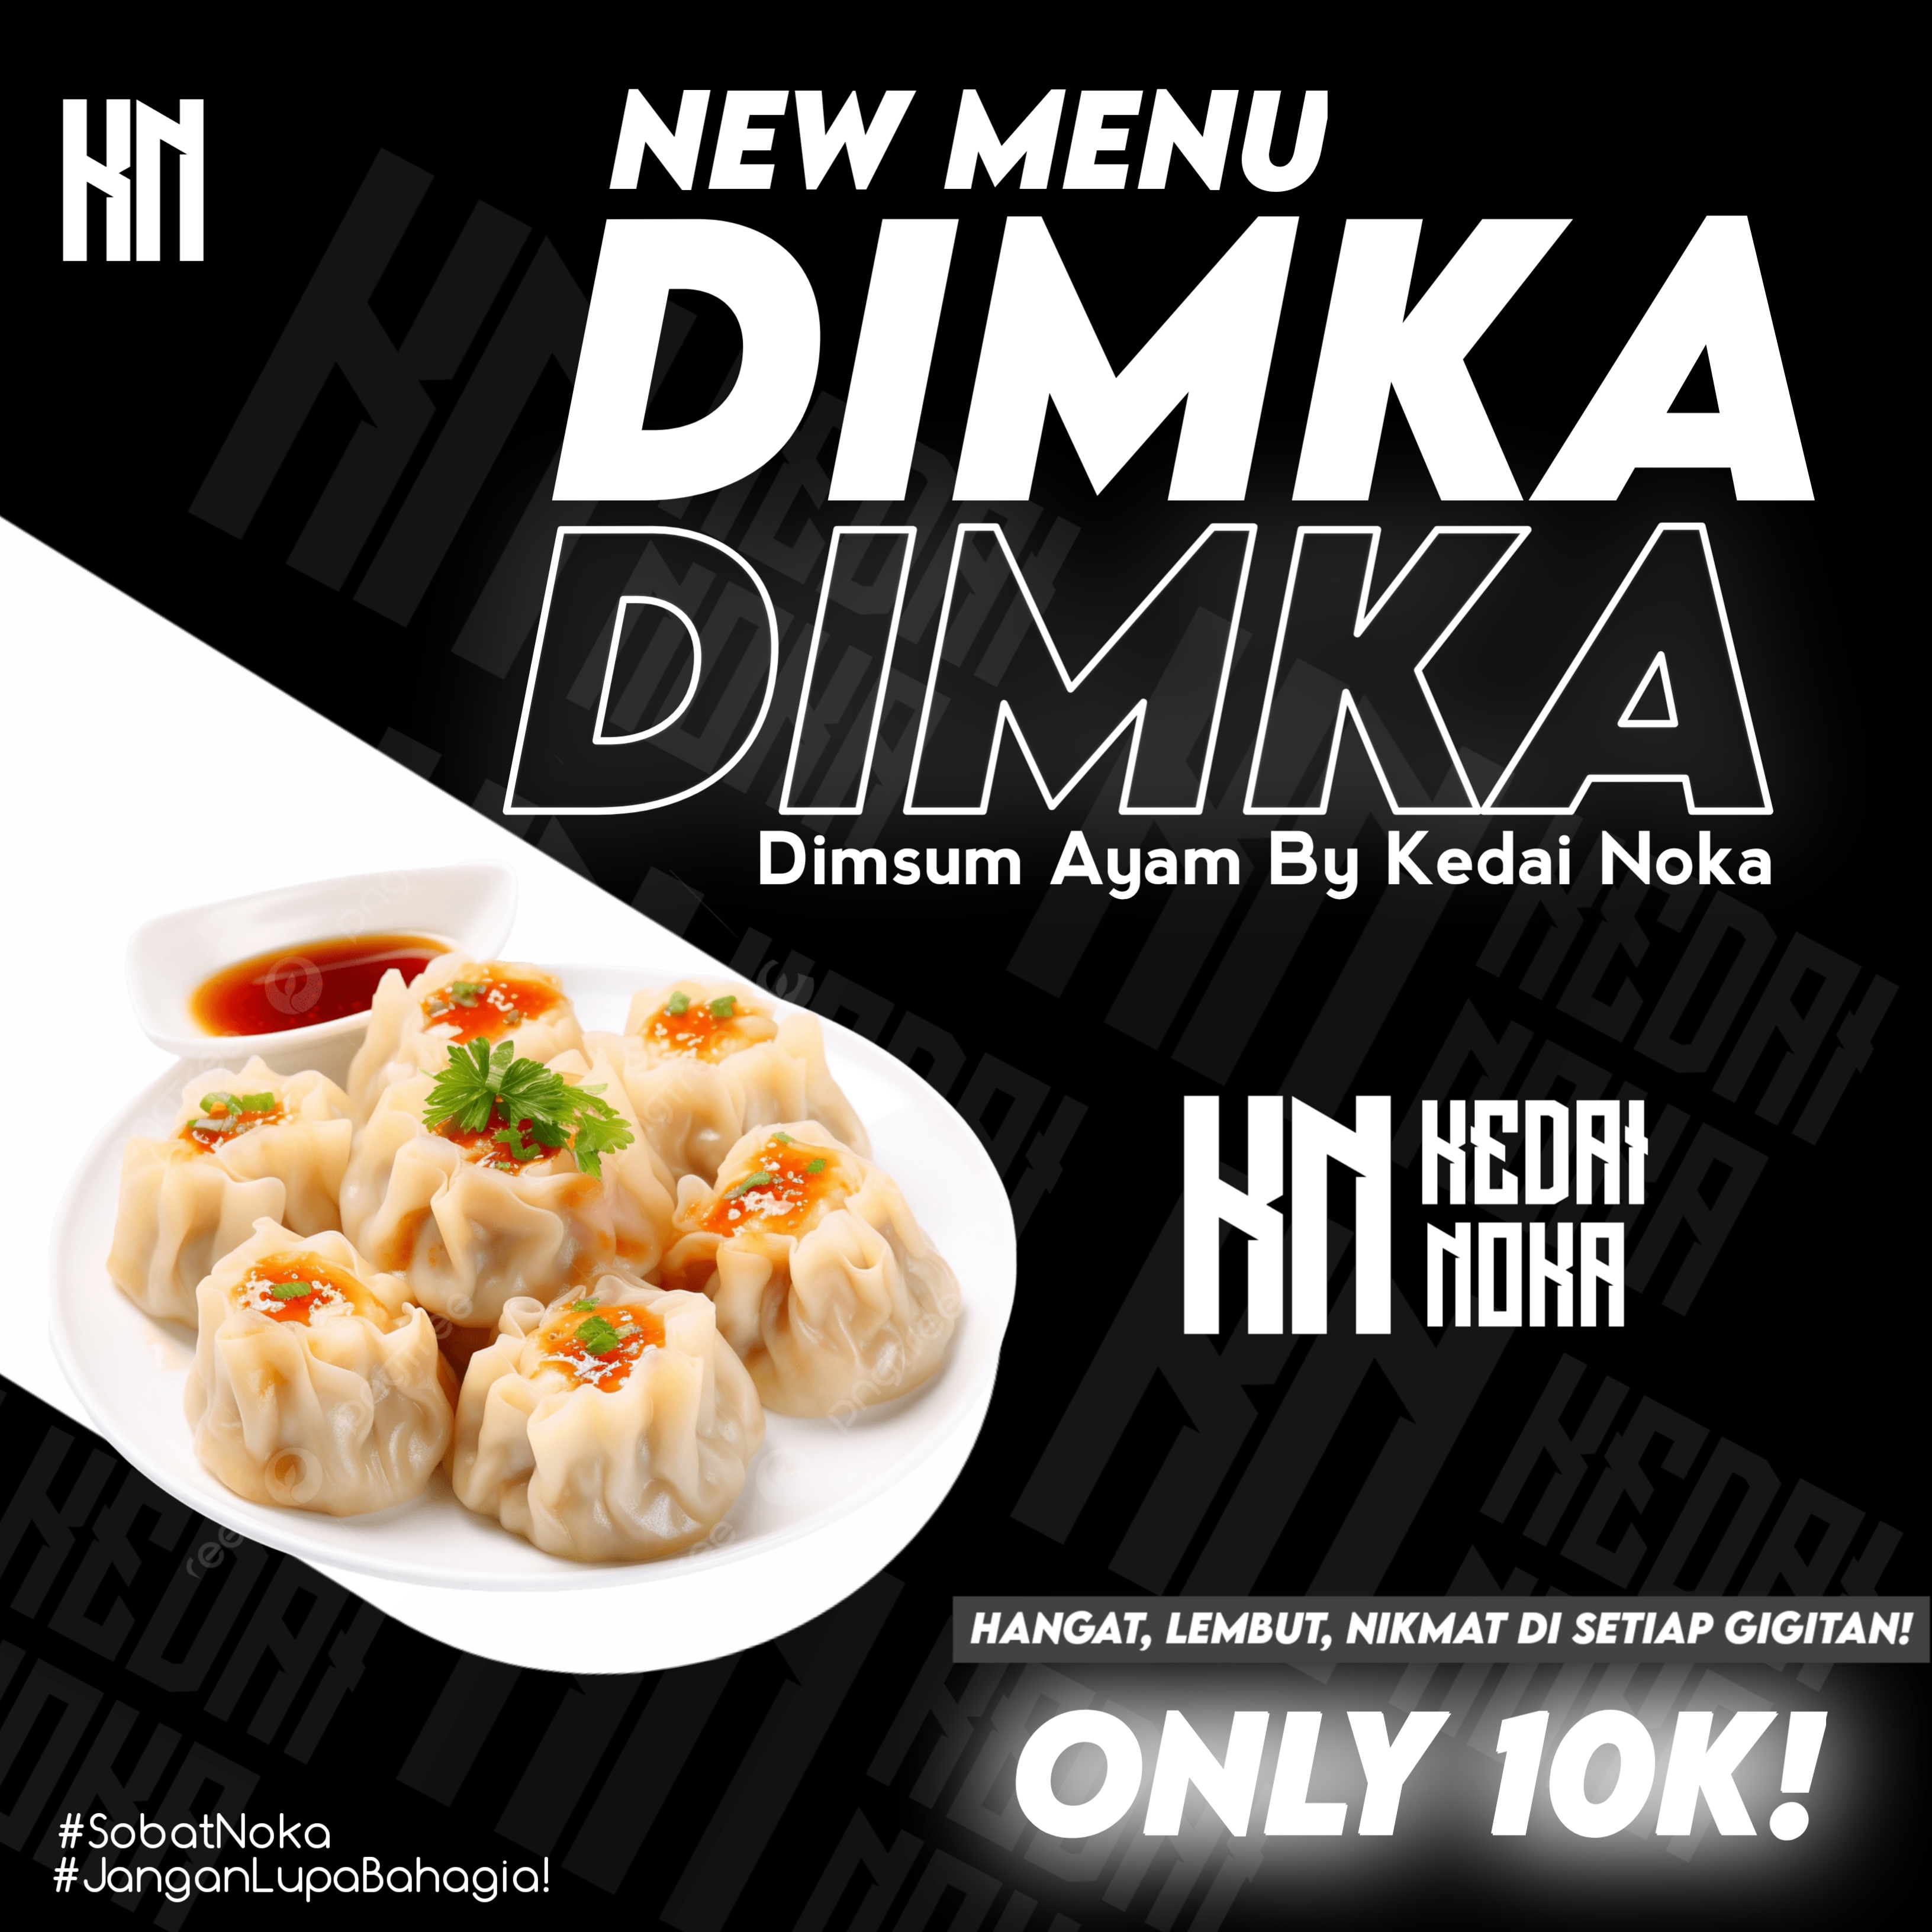 KN
NEW MENU
DIMKA
DIMKA
Dimsum Ayam By Kedai Noka
KN KEDAI
NOKA
HANGAT, LEMBUT, NIKMAT DI SETIAP GIGITAN!
ONLY 10K!
#SobatNoka
#JanganLupaBahagia!